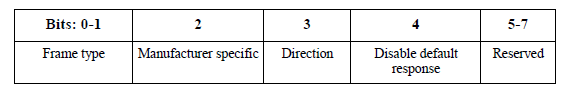 Bits: 0-1 2 3 4 5-7
Frame type Manufacturer specific Direction Disable default Reserved
response